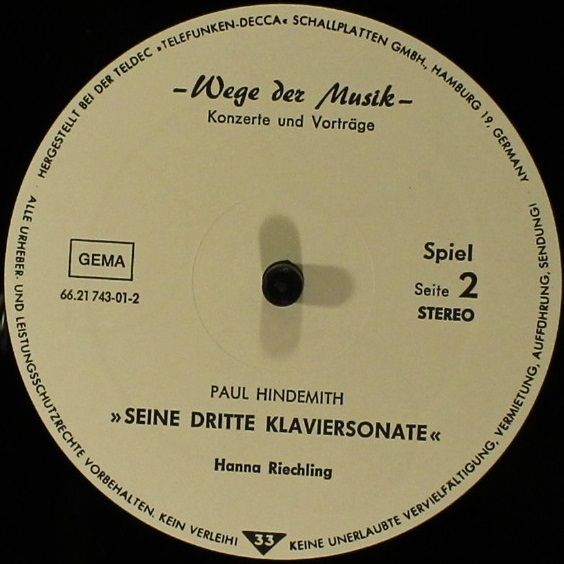 HERGESTELLT BEI DER TELDEC »TELEFUNKEN-DECCA« SCHALLPLATTEN GMBH., HAMBURG 19, GERMANY
-Wege der Musik-
Konzerte und Vorträge
GEMA
66.21 743-01-2
Spiel
Seite 2
STEREO
PAUL HINDEMITH
»SEINE DRITTE KLAVIERSONATE«
Hanna Riechling
33
ALLE URHEBER- UND LEISTUNGSSCHUTZRECHTE VORBEHALTEN. KEIN VERLEIH! KEINE UNERLAUBTE VERVIELFÄLTIGUNG, VERMIETUNG, AUFFÜHRUNG, SENDUNG!